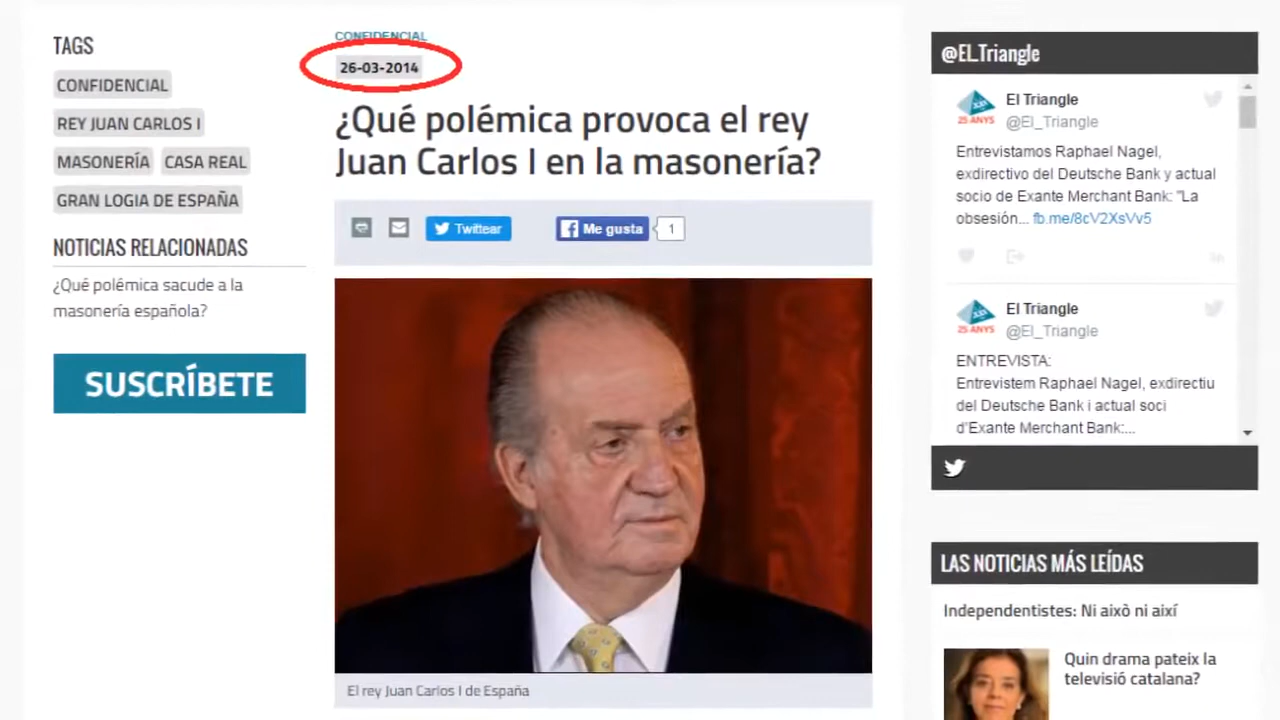 TAGS
CONFIDENCIAL
REY JUAN CARLOS I
MASONERÍA CASA REAL
GRAN LOGIA DE ESPAÑA
NOTICIAS RELACIONADAS
¿Qué polémica sacude a la
masonería española?
SUSCRÍBETE
CONFIDENCIAL
26-03-2014
¿Qué polémica provoca el rey
Juan Carlos I en la masonería?
Twittear
Me gusta
1
El rey Juan Carlos I de España
@El_Triangle
El Triangle
@El_Triangle
25 ANYS
Entrevistamos Raphael Nagel,
exdirectivo del Deutsche Bank y actual
socio de Exante Merchant Bank: "La
obsesión... fb.me/8cV2XsVv5
El Triangle
@El_Triangle
25 ANYS
ENTREVISTA:
Entrevistem Raphael Nagel, exdirectiu
del Deutsche Bank i actual soci
d'Exante Merchant Bank:...
LAS NOTICIAS MÁS LEÍDAS
Independentistes: Ni això ni així
Quin drama pateix la
televisió catalana?